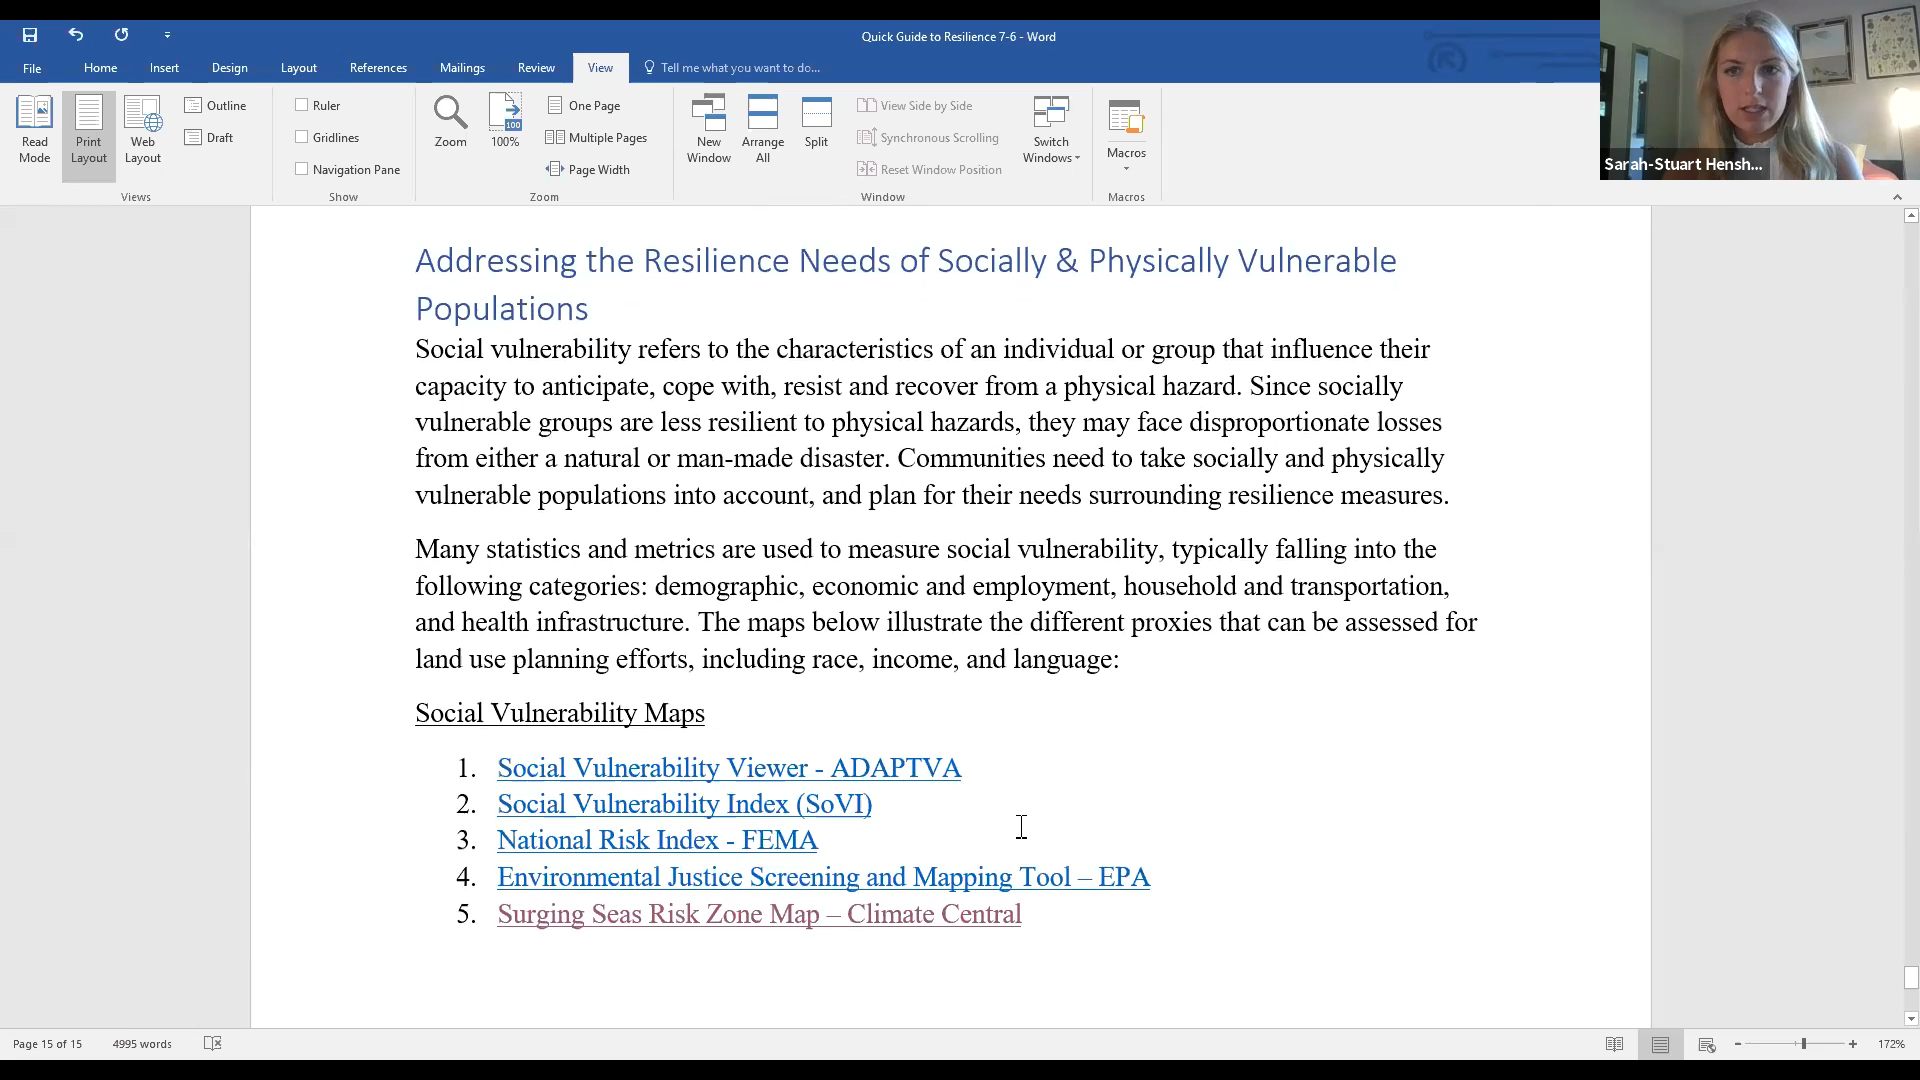 Quick Guide to Resilience 7-6 - Word
File Home Insert Design Layout References Mailings Review View Tell me what you want to do...
Read Mode
Print Layout
Web Layout
Outline
Draft
Views
Ruler
Gridlines
Navigation Pane
Show
Zoom
100
100%
One Page
Multiple Pages
Page Width
Zoom
New Window
Arrange All
Split
View Side by Side
Synchronous Scrolling
Reset Window Position
Window
Switch Windows
Macros
Macros
Sarah-Stuart Hensh...
Addressing the Resilience Needs of Socially & Physically Vulnerable
Populations
Social vulnerability refers to the characteristics of an individual or group that influence their
capacity to anticipate, cope with, resist and recover from a physical hazard. Since socially
vulnerable groups are less resilient to physical hazards, they may face disproportionate losses
from either a natural or man-made disaster. Communities need to take socially and physically
vulnerable populations into account, and plan for their needs surrounding resilience measures.
Many statistics and metrics are used to measure social vulnerability, typically falling into the
following categories: demographic, economic and employment, household and transportation,
and health infrastructure. The maps below illustrate the different proxies that can be assessed for
land use planning efforts, including race, income, and language:
Social Vulnerability Maps
1. Social Vulnerability Viewer - ADAPTVA
2. Social Vulnerability Index (SoVI)
3. National Risk Index - FEMA
4. Environmental Justice Screening and Mapping Tool – EPA
5. Surging Seas Risk Zone Map – Climate Central
Page 15 of 15 4995 words 172%